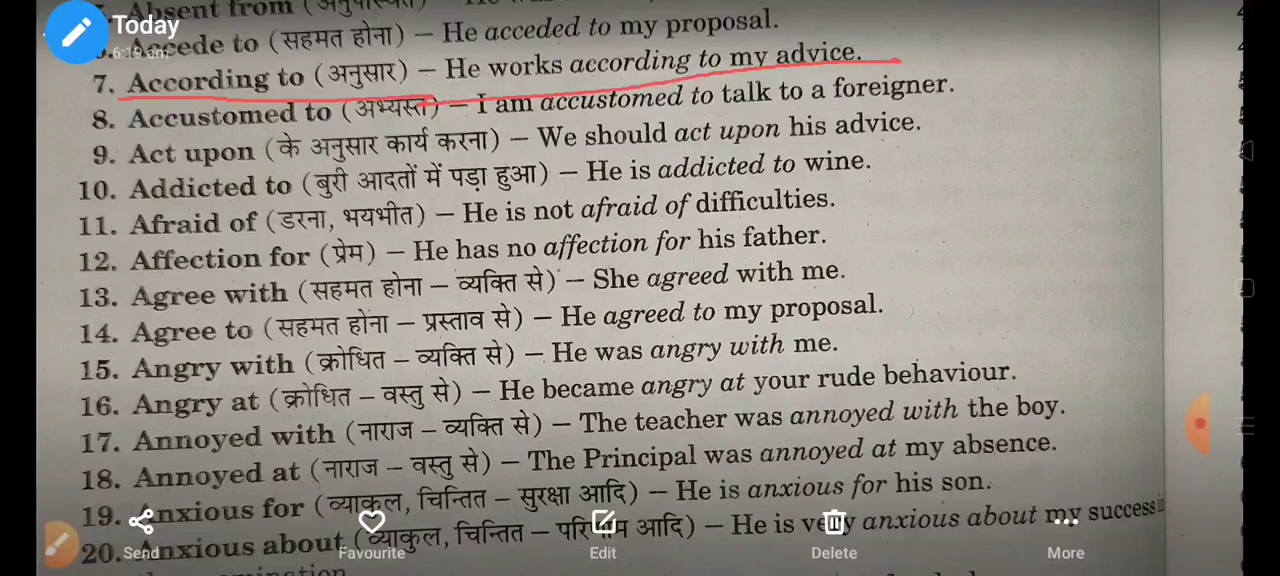 Absent from (अनुपस्थित)
Today
6:19 am
Accede to (सहमत होना) – He acceded to my proposal.
7. According to (अनुसार) – He works according to my advice.
8. Accustomed to (अभ्यस्त) – I am accustomed to talk to a foreigner.
9. Act upon (के अनुसार कार्य करना) – We should act upon his advice.
10. Addicted to (बुरी आदतों में पड़ा हुआ) – He is addicted to wine.
11. Afraid of (डरना, भयभीत) – He is not afraid of difficulties.
12. Affection for (प्रेम) – He has no affection for his father.
13. Agree with (सहमत होना – व्यक्ति से) – She agreed with me.
14. Agree to (सहमत होना – प्रस्ताव से) – He agreed to my proposal.
15. Angry with (क्रोधित – व्यक्ति से) – He was angry with me.
16. Angry at (क्रोधित – वस्तु से) – He became angry at your rude behaviour.
17. Annoyed with (नाराज – व्यक्ति से) – The teacher was annoyed with the boy.
18. Annoyed at (नाराज – वस्तु से) – The Principal was annoyed at my absence.
19. Anxious for (व्याकुल, चिन्तित – सुरक्षा आदि) – He is anxious for his son.
20. Anxious about (व्याकुल, चिन्तित – परिणाम आदि) – He is very anxious about my success
Send Favourite Edit Delete More